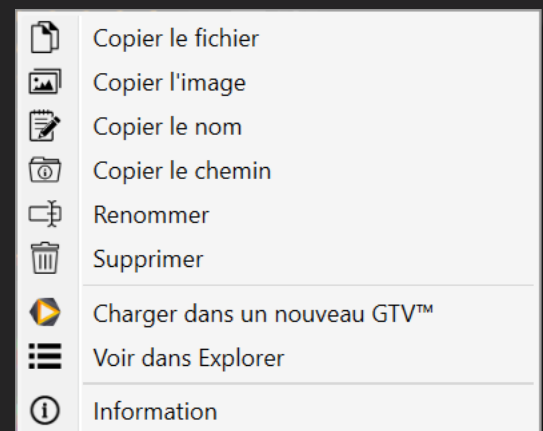 Copier le fichier
Copier l'image
Copier le nom
Copier le chemin
Renommer
Supprimer
Charger dans un nouveau GTV™
Voir dans Explorer
Information